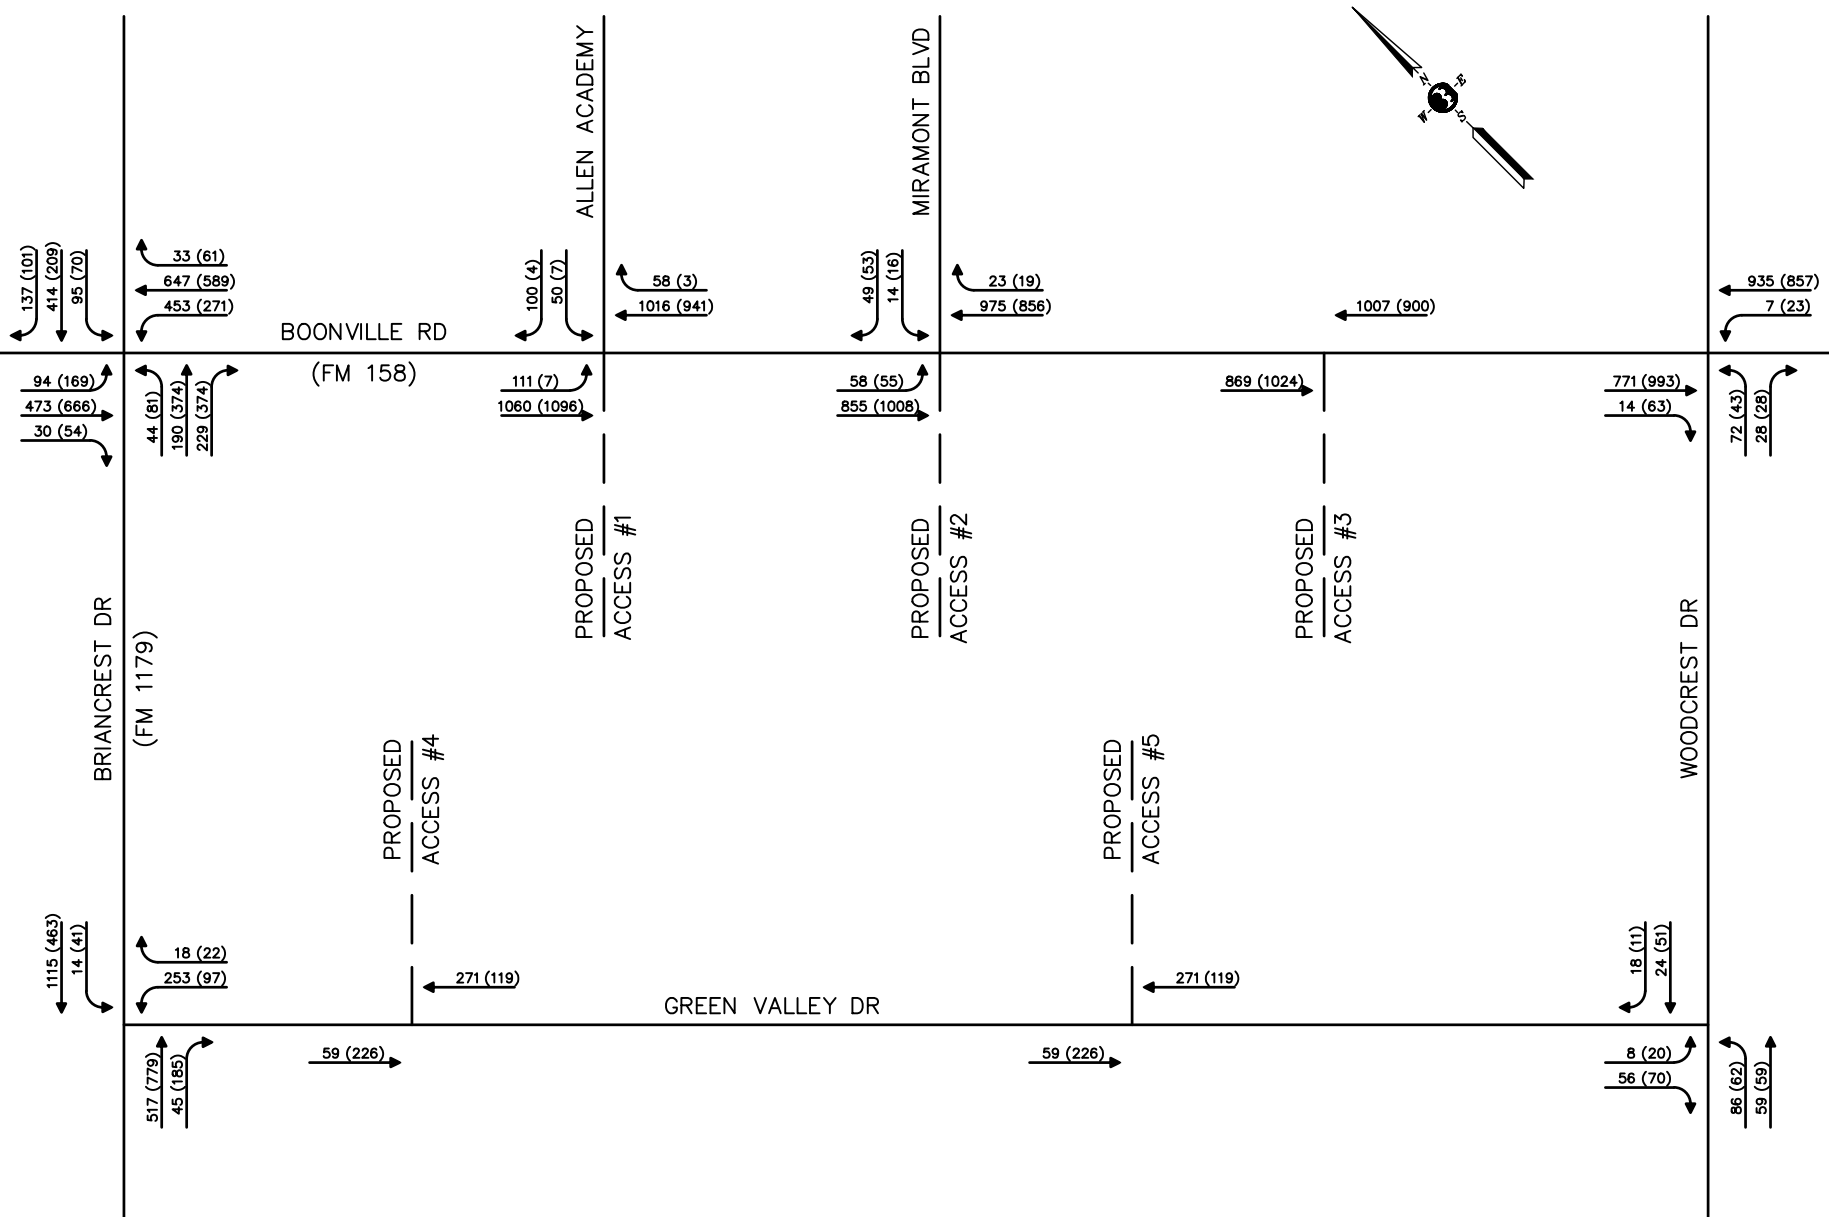 ALLEN ACADEMY
MIRAMONT BLVD
N
E
W
S
137 (101)
414 (209)
95 (70)
33 (61)
647 (589)
453 (271)
BOONVILLE RD
(FM 158)
100 (4)
50 (7)
58 (3)
1016 (941)
49 (53)
14 (16)
23 (19)
975 (856)
1007 (900)
935 (857)
7 (23)
94 (169)
473 (666)
30 (54)
44 (81)
190 (374)
229 (374)
111 (7)
1060 (1096)
58 (55)
855 (1008)
869 (1024)
771 (993)
14 (63)
72 (43)
28 (28)
PROPOSED
ACCESS #1
PROPOSED
ACCESS #2
PROPOSED
ACCESS #3
BRIANCREST DR
(FM 1179)
WOODCREST DR
PROPOSED
ACCESS #4
PROPOSED
ACCESS #5
1115 (463)
14 (41)
18 (22)
253 (97)
271 (119)
GREEN VALLEY DR
271 (119)
18 (11)
24 (51)
517 (779)
45 (185)
59 (226)
59 (226)
8 (20)
56 (70)
86 (62)
59 (59)